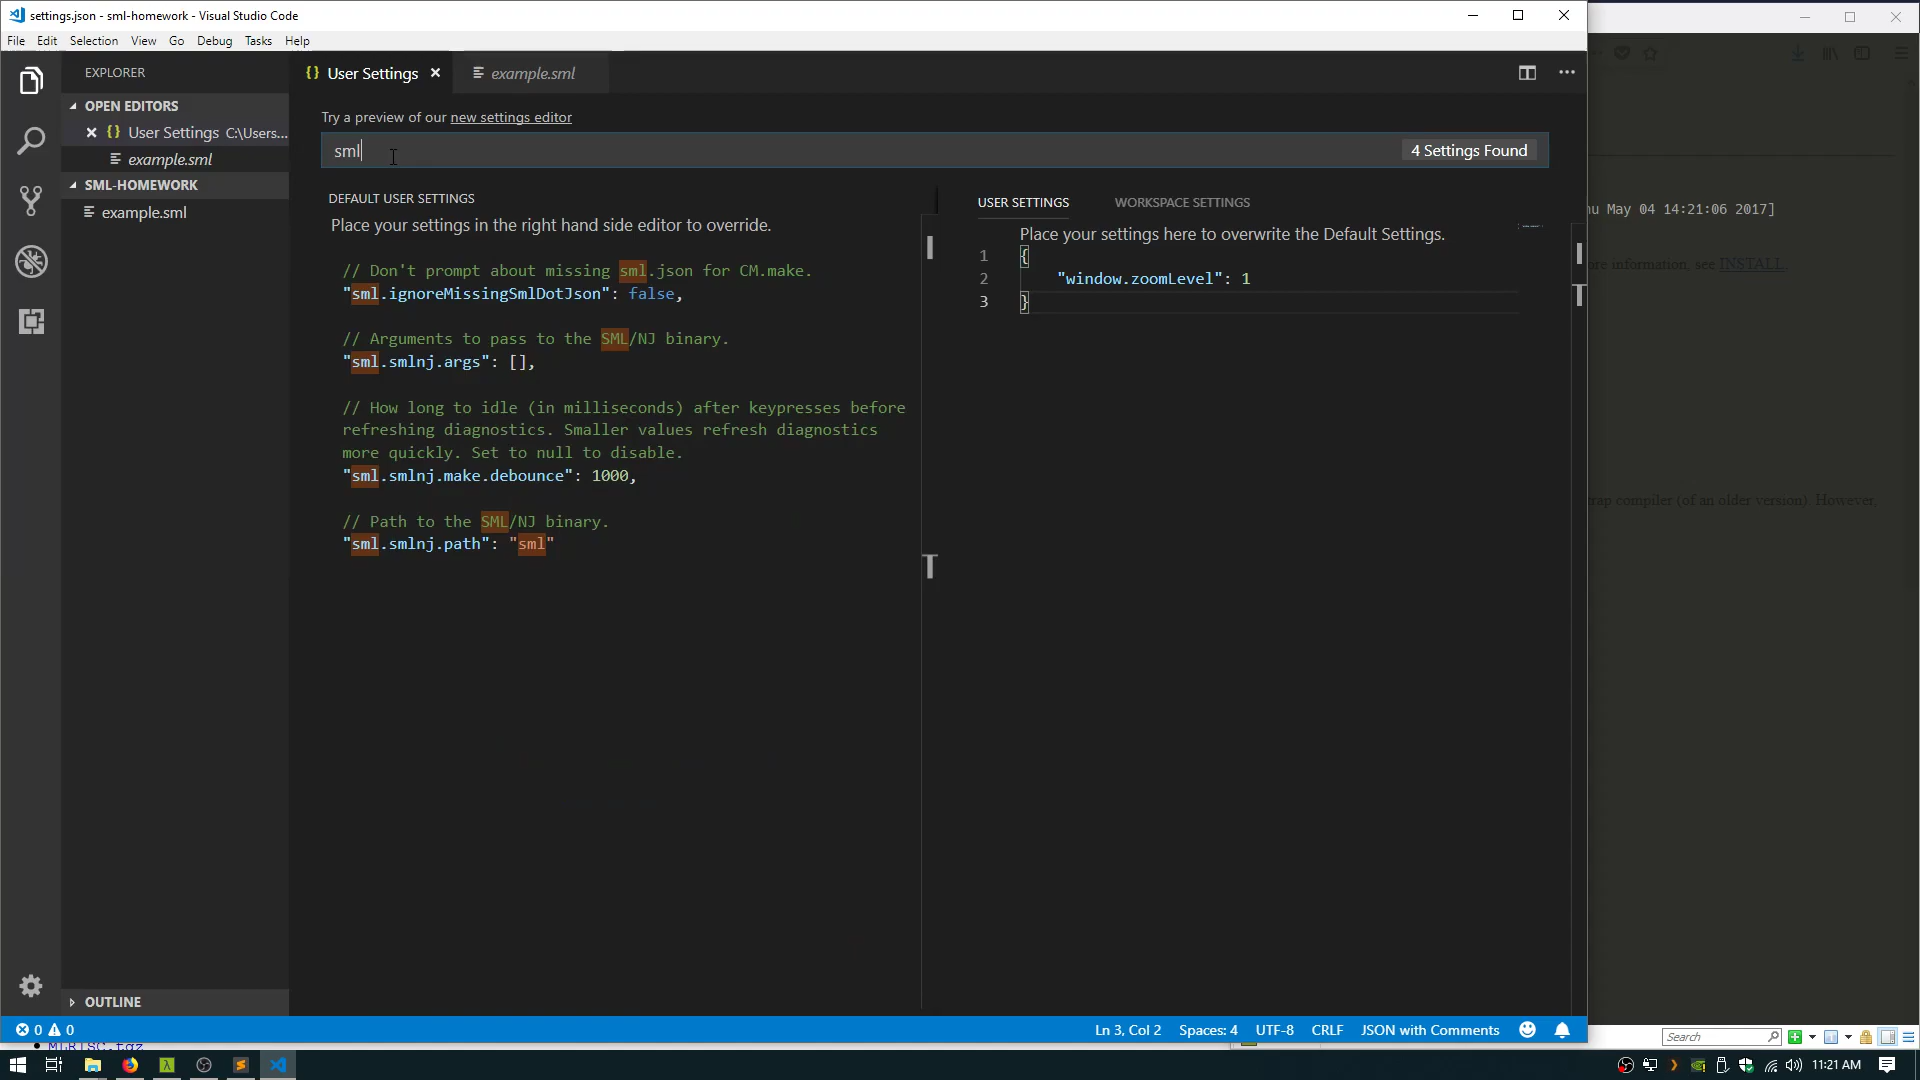 settings.json - sml-homework - Visual Studio Code
File Edit Selection View Go Debug Tasks Help
EXPLORER
OPEN EDITORS
User Settings C:\Users...
example.sml
SML-HOMEWORK
example.sml
OUTLINE
User Settings
example.sml
Try a preview of our new settings editor
sml
4 Settings Found
DEFAULT USER SETTINGS
Place your settings in the right hand side editor to override.
// Don't prompt about missing sml.json for CM.make.
"sml.ignoreMissingSmlDotJson": false,
// Arguments to pass to the SML/NJ binary.
"sml.smlnj.args": [],
// How long to idle (in milliseconds) after keypresses before
refreshing diagnostics. Smaller values refresh diagnostics
more quickly. Set to null to disable.
"sml.smlnj.make.debounce": 1000,
// Path to the SML/NJ binary.
"sml.smlnj.path": "sml"
USER SETTINGS WORKSPACE SETTINGS
Place your settings here to overwrite the Default Settings.
1 {
2 "window.zoomLevel": 1
3 }
May 04 14:21:06 2017]
information, see INSTALL.
compiler (of an older version). However,
0 0
Ln 3, Col 2 Spaces: 4 UTF-8 CRLF JSON with Comments
MLRISC.tgz
Search
11:21 AM